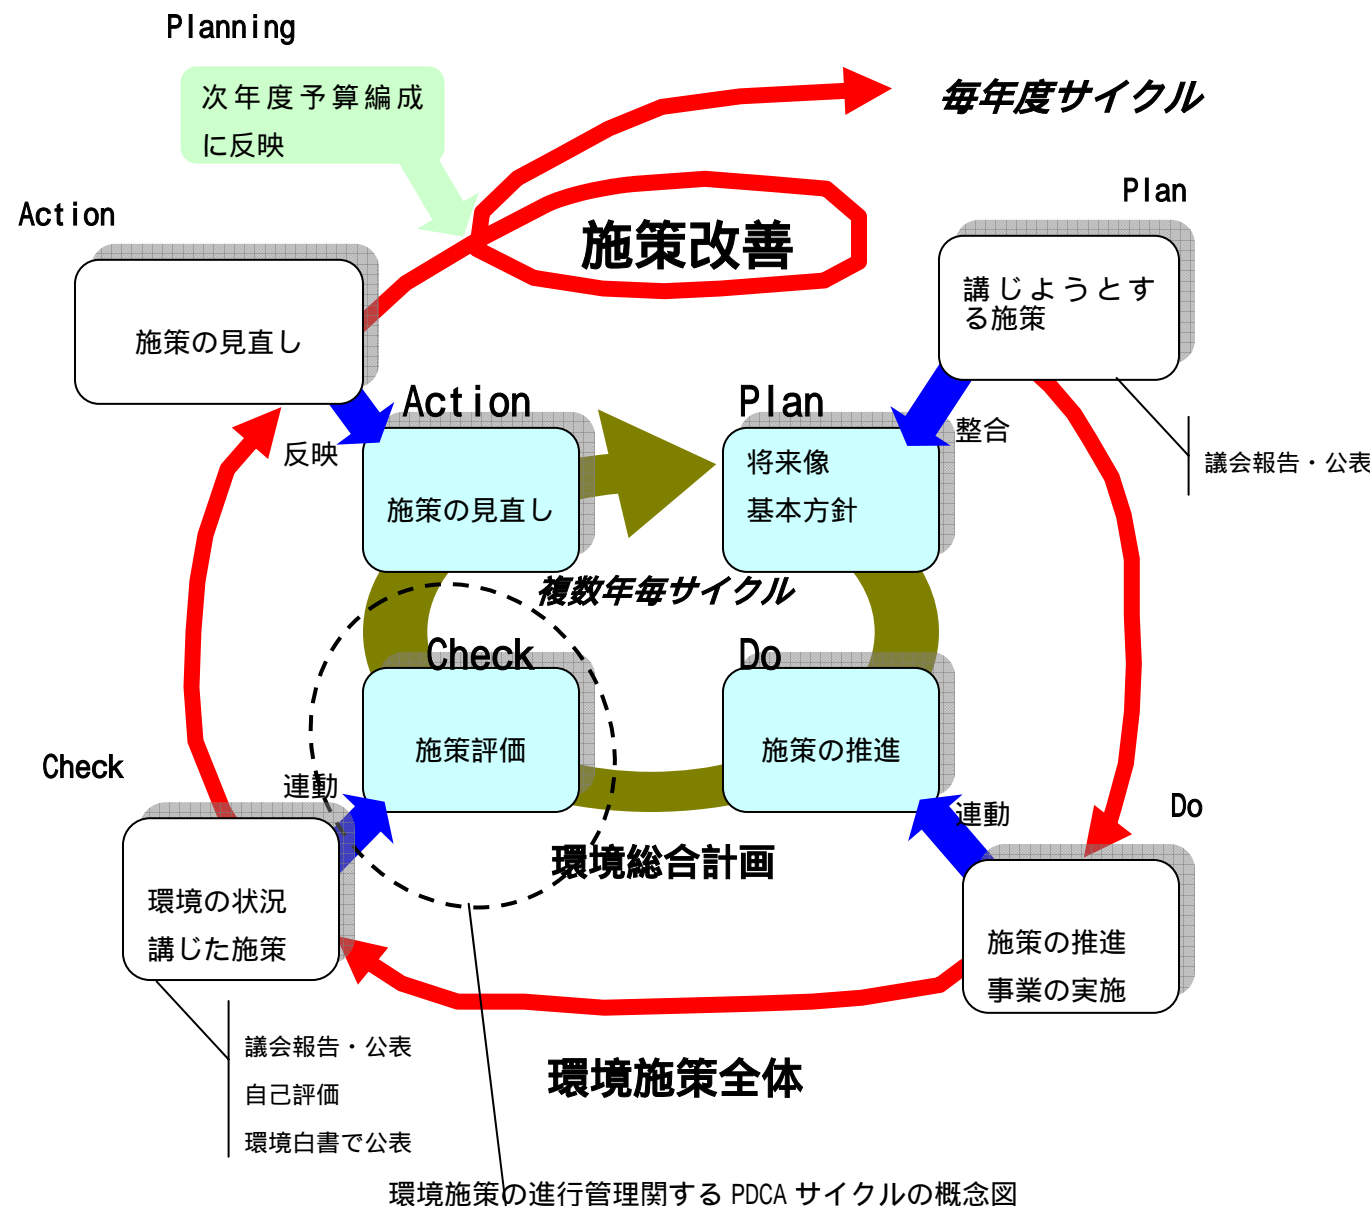 Planning
次年度予算編成
に反映
毎年度サイクル
Plan
Action
施策改善
講じようとす
る施策
施策の見直し
Action
Plan
反映
整合
議会報告・公表
将来像
基本方針
施策の見直し
複数年毎サイクル
Check
Do
施策評価
施策の推進
Check
連動
連動
Do
環境総合計画
環境の状況
講じた施策
施策の推進
事業の実施
議会報告・公表
自己評価
環境白書で公表
環境施策全体
環境施策の進行管理関する PDCA サイクルの概念図